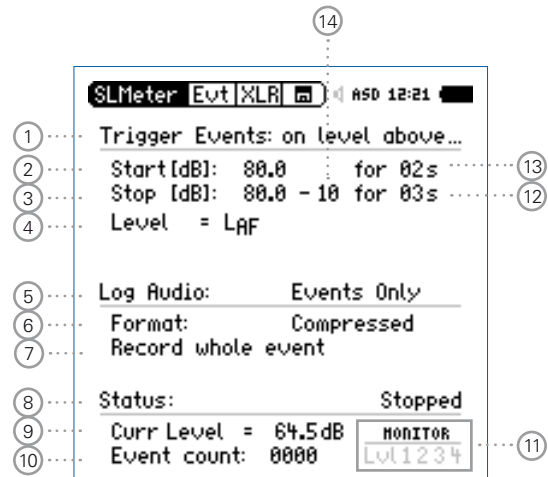 14
SLMeter Evt XLR ASD 12:21
1 Trigger Events: on level above...
2 Start[dB]: 80.0 for 02s 13
3 Stop [dB]: 80.0 - 10 for 03s 12
4 Level = LAF
5 Log Audio: Events Only
6 Format: Compressed
7 Record whole event
8 Status: Stopped
9 Curr Level = 64.5dB MONITOR 11
10 Event count: 0000 Lvl1234